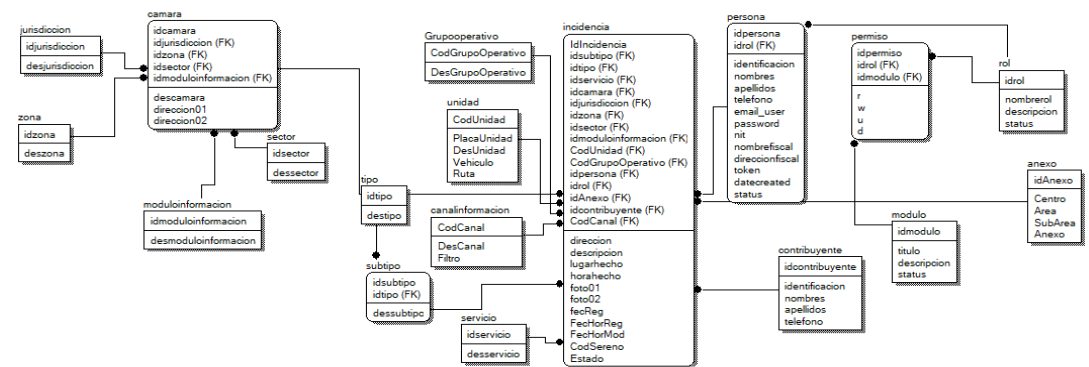 jurisdiccion
idjurisdiccion
desjurisdiccion
zona
idzona
deszona
camara
idcamara
idjurisdiccion (FK)
idzona (FK)
idsector (FK)
idmoduloinformacion (FK)
descamara
direccion01
direccion02
sector
idsector
dessector
moduloinformacion
idmoduloinformacion
desmoduloinformacion
tipo
idtipo
destipo
subtipo
idsubtipo
idtipo (FK)
dessubtipo
Grupooperativo
CodGrupoOperativo
DesGrupoOperativo
unidad
CodUnidad
PlacaUnidad
DesUnidad
Vehiculo
Ruta
canalinformacion
CodCanal
DesCanal
Filtro
servicio
idservicio
desservicio
incidencia
IdIncidencia
idsubtipo (FK)
idtipo (FK)
idservicio (FK)
idcamara (FK)
idjurisdiccion (FK)
idzona (FK)
idsector (FK)
idmoduloinformacion (FK)
CodUnidad (FK)
CodGrupoOperativo (FK)
idpersona (FK)
idrol (FK)
idAnexo (FK)
idcontribuyente (FK)
CodCanal (FK)
direccion
descripcion
lugarhecho
horahecho
foto01
foto02
fecReg
FecHorReg
FecHorMod
CodSereno
Estado
persona
idpersona
idrol (FK)
identificacion
nombres
apellidos
telefono
email_user
password
nit
nombrefiscal
direccionfiscal
token
datecreated
status
permiso
idpermiso
idrol (FK)
idmodulo (FK)
r
w
u
d
rol
idrol
nombrerol
descripcion
status
modulo
idmodulo
titulo
descripcion
status
anexo
idAnexo
Centro
Area
SubArea
Anexo
contribuyente
idcontribuyente
identificacion
nombres
apellidos
telefono